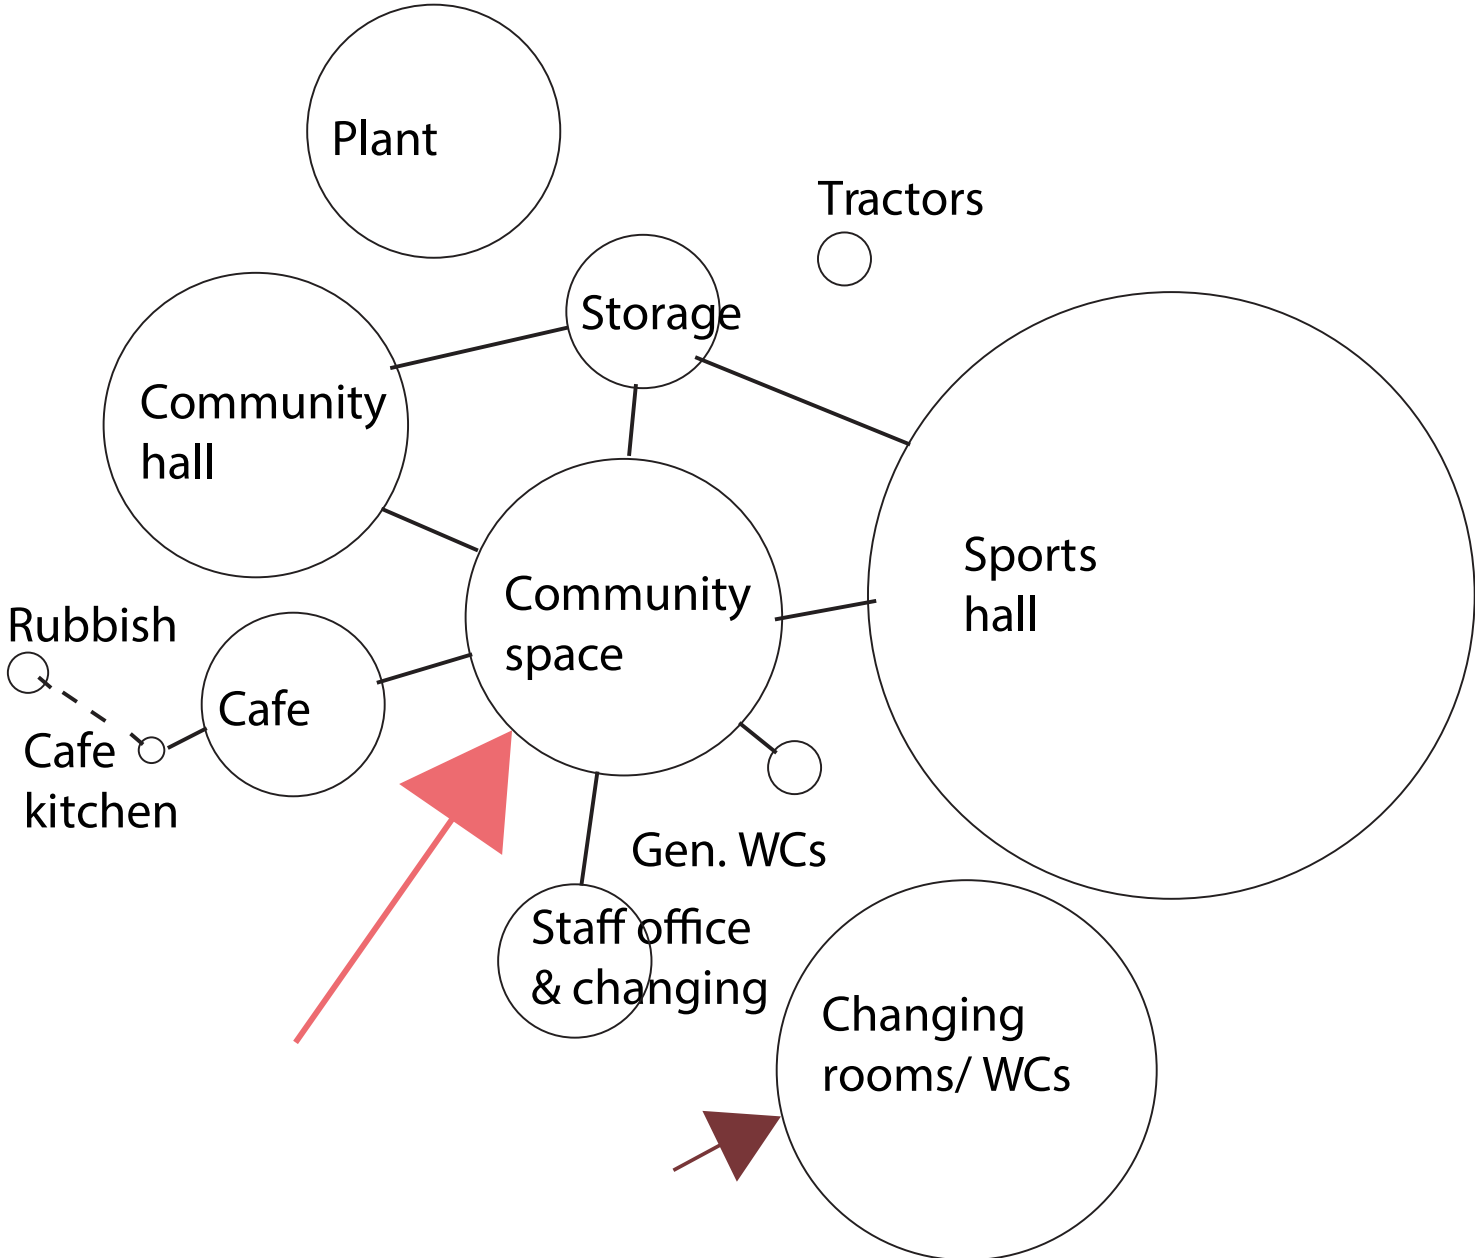 Plant
Tractors
Storage
Community
hall
Sports
hall
Community
space
Rubbish
Cafe
Cafe
kitchen
Gen. WCs
Staff office
& changing
Changing
rooms/ WCs